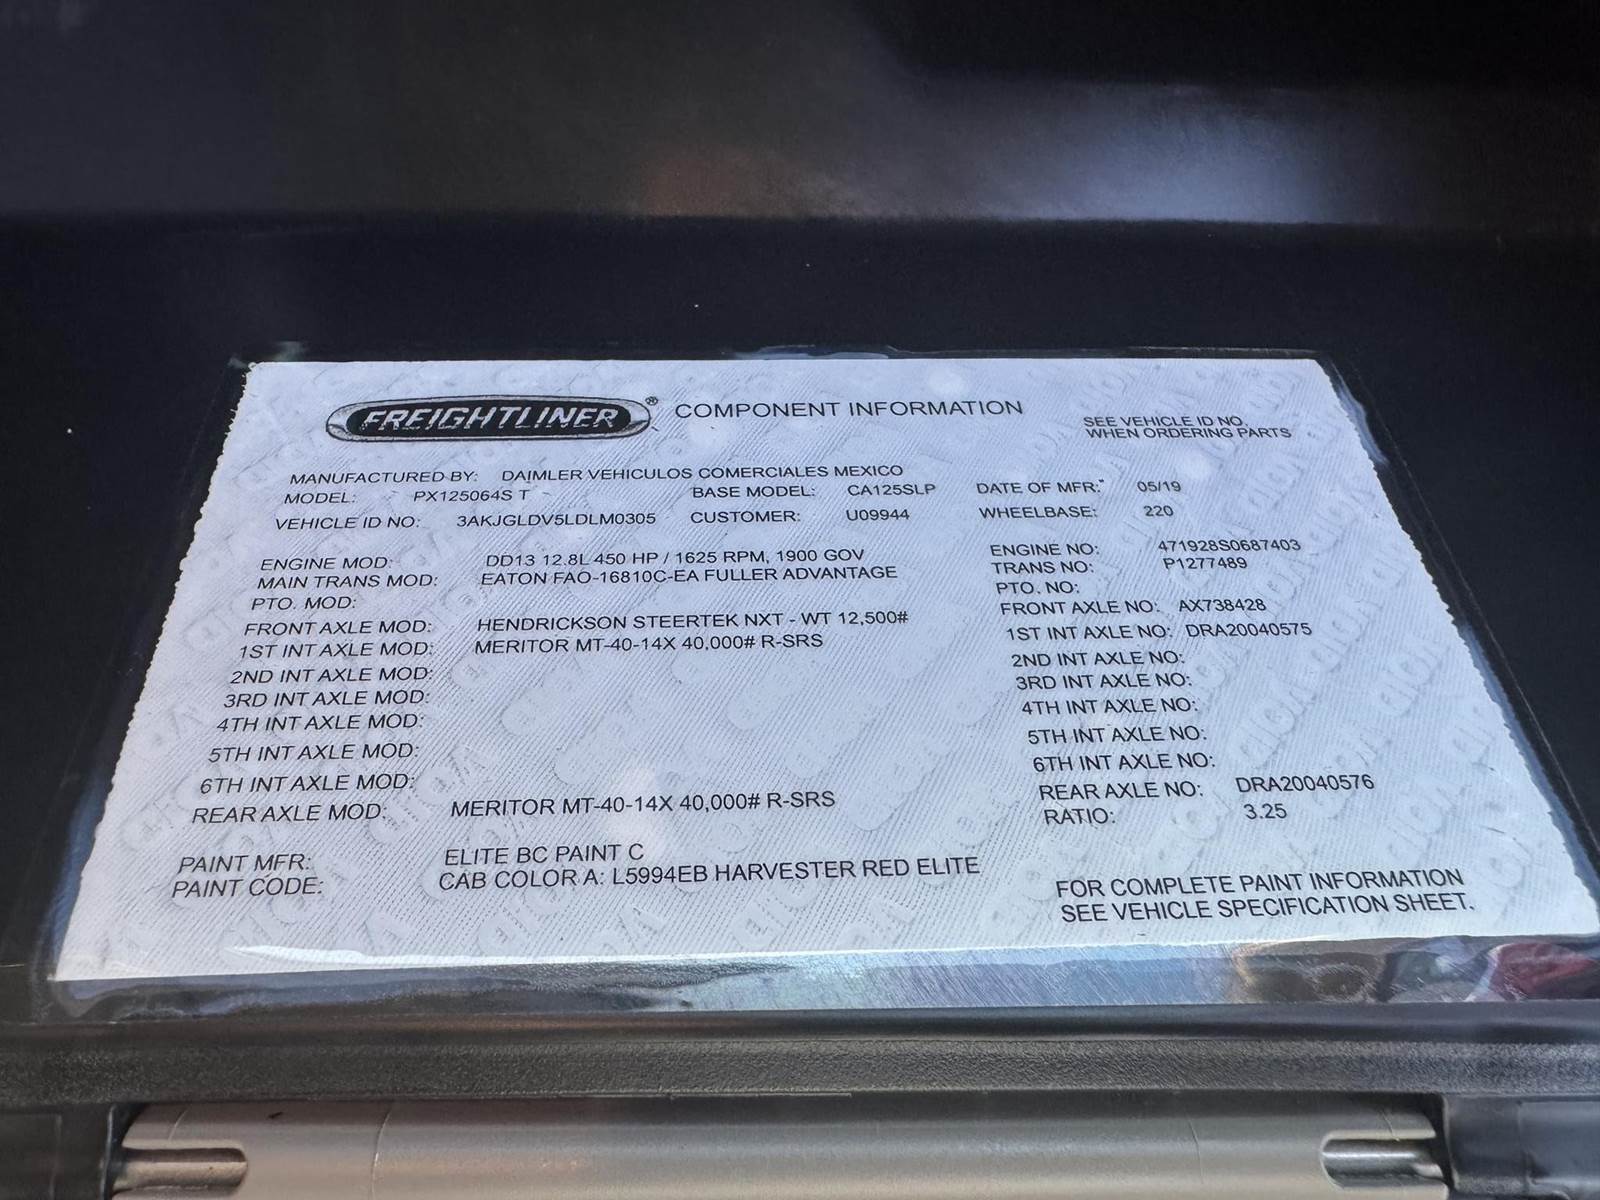 FREIGHTLINER® COMPONENT INFORMATION
SEE VEHICLE ID NO.
WHEN ORDERING PARTS
MANUFACTURED BY: DAIMLER VEHICULOS COMERCIALES MEXICO
MODEL: PX125064S T BASE MODEL: CA125SLP DATE OF MFR: 05/19
VEHICLE ID NO: 3AKJGLDV5LDLM0305 CUSTOMER: U09944 WHEELBASE: 220
ENGINE MOD: DD13 12.8L 450 HP / 1625 RPM, 1900 GOV ENGINE NO: 471928S0687403
MAIN TRANS MOD: EATON FAO-16810C-EA FULLER ADVANTAGE TRANS NO: P1277489
PTO. MOD: PTO. NO:
FRONT AXLE MOD: HENDRICKSON STEERTEK NXT - WT 12,500# FRONT AXLE NO: AX738428
1ST INT AXLE MOD: MERITOR MT-40-14X 40,000# R-SRS 1ST INT AXLE NO: DRA20040575
2ND INT AXLE MOD: 2ND INT AXLE NO:
3RD INT AXLE MOD: 3RD INT AXLE NO:
4TH INT AXLE MOD: 4TH INT AXLE NO:
5TH INT AXLE MOD: 5TH INT AXLE NO:
6TH INT AXLE MOD: 6TH INT AXLE NO:
REAR AXLE MOD: MERITOR MT-40-14X 40,000# R-SRS REAR AXLE NO: DRA20040576
RATIO: 3.25
PAINT MFR: ELITE BC PAINT C
PAINT CODE: CAB COLOR A: L5994EB HARVESTER RED ELITE
FOR COMPLETE PAINT INFORMATION
SEE VEHICLE SPECIFICATION SHEET.